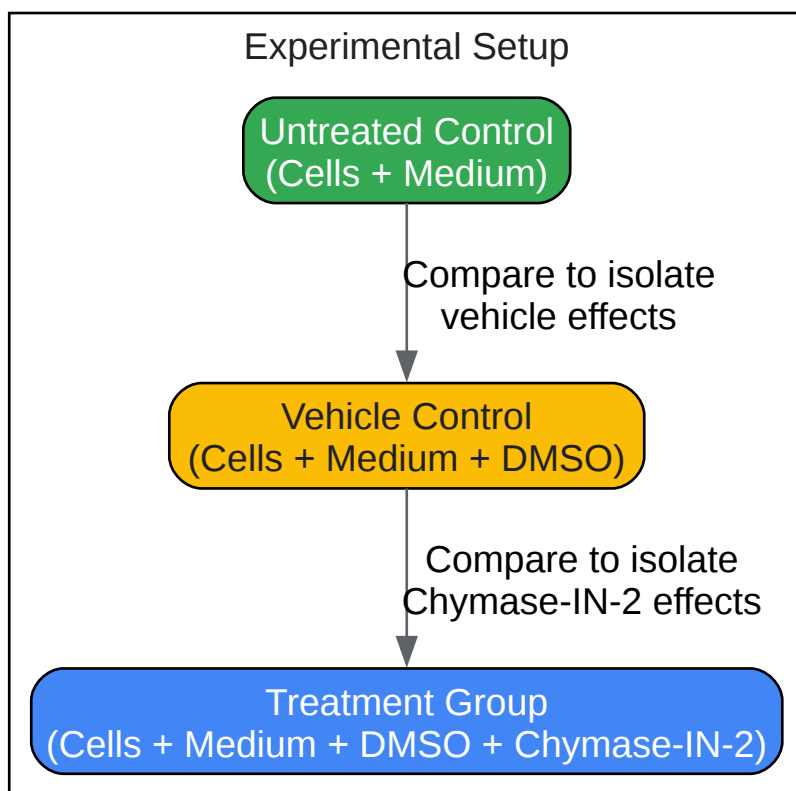 Experimental Setup
Untreated Control
(Cells + Medium)
Compare to isolate
vehicle effects
Vehicle Control
(Cells + Medium + DMSO)
Compare to isolate
Chymase-IN-2 effects
Treatment Group
(Cells + Medium + DMSO + Chymase-IN-2)